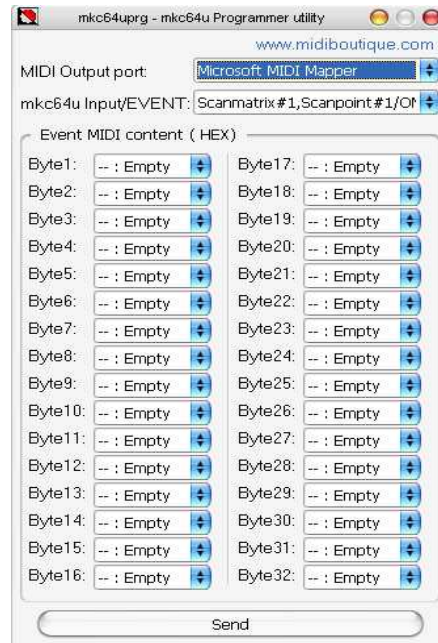 mkc64uprg - mkc64u Programmer utility
www.midiboutique.com
MIDI Output port: Microsoft MIDI Mapper
mkc64u Input/EVENT: Scanmatrix#1,Scanpoint#1/ON
Event MIDI content ( HEX)
Byte1: -- : Empty Byte17: -- : Empty
Byte2: -- : Empty Byte18: -- : Empty
Byte3: -- : Empty Byte19: -- : Empty
Byte4: -- : Empty Byte20: -- : Empty
Byte5: -- : Empty Byte21: -- : Empty
Byte6: -- : Empty Byte22: -- : Empty
Byte7: -- : Empty Byte23: -- : Empty
Byte8: -- : Empty Byte24: -- : Empty
Byte9: -- : Empty Byte25: -- : Empty
Byte10: -- : Empty Byte26: -- : Empty
Byte11: -- : Empty Byte27: -- : Empty
Byte12: -- : Empty Byte28: -- : Empty
Byte13: -- : Empty Byte29: -- : Empty
Byte14: -- : Empty Byte30: -- : Empty
Byte15: -- : Empty Byte31: -- : Empty
Byte16: -- : Empty Byte32: -- : Empty
Send